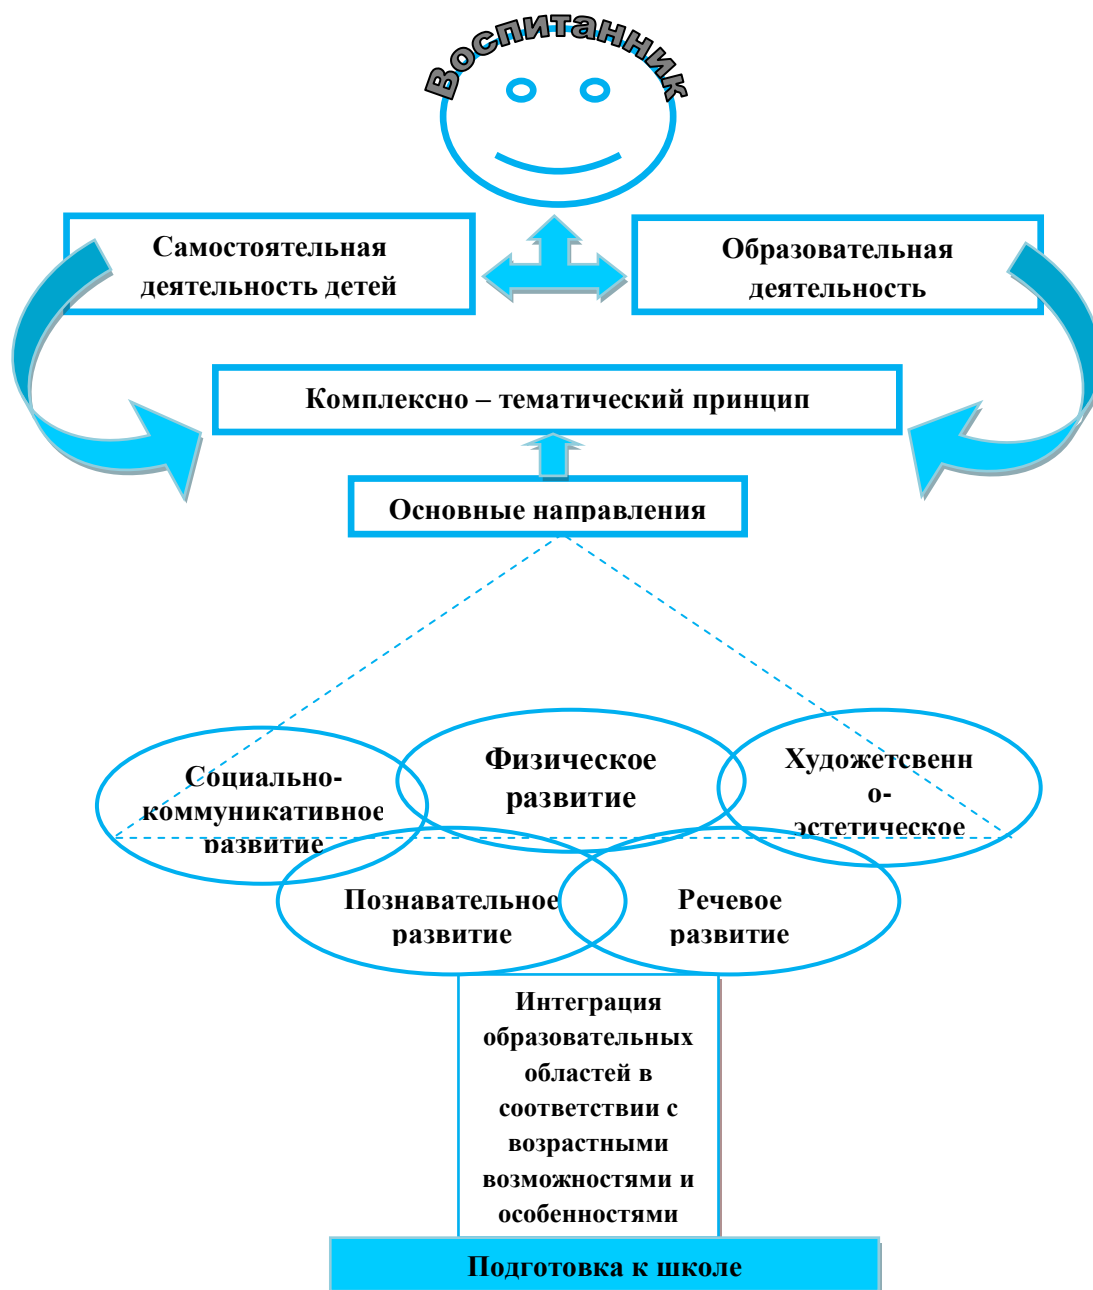 Воспитанник
Самостоятельная
деятельность детей
Образовательная
деятельность
Комплексно – тематический принцип
Основные направления
Социально-
коммуникативное
развитие
Физическое
развитие
Художетсвенн
о-
эстетическое
Познавательное
развитие
Речевое
развитие
Интеграция
образовательных
областей в
соответствии с
возрастными
возможностями и
особенностями
Подготовка к школе